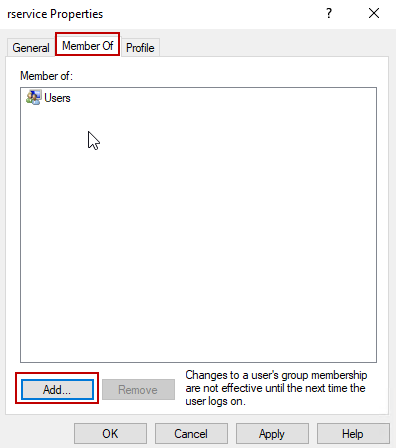 rservice Properties
?
General
Member Of
Profile
Member of:
Users
Add...
Remove
Changes to a user's group membership
are not effective until the next time the
user logs on.
OK
Cancel
Apply
Help